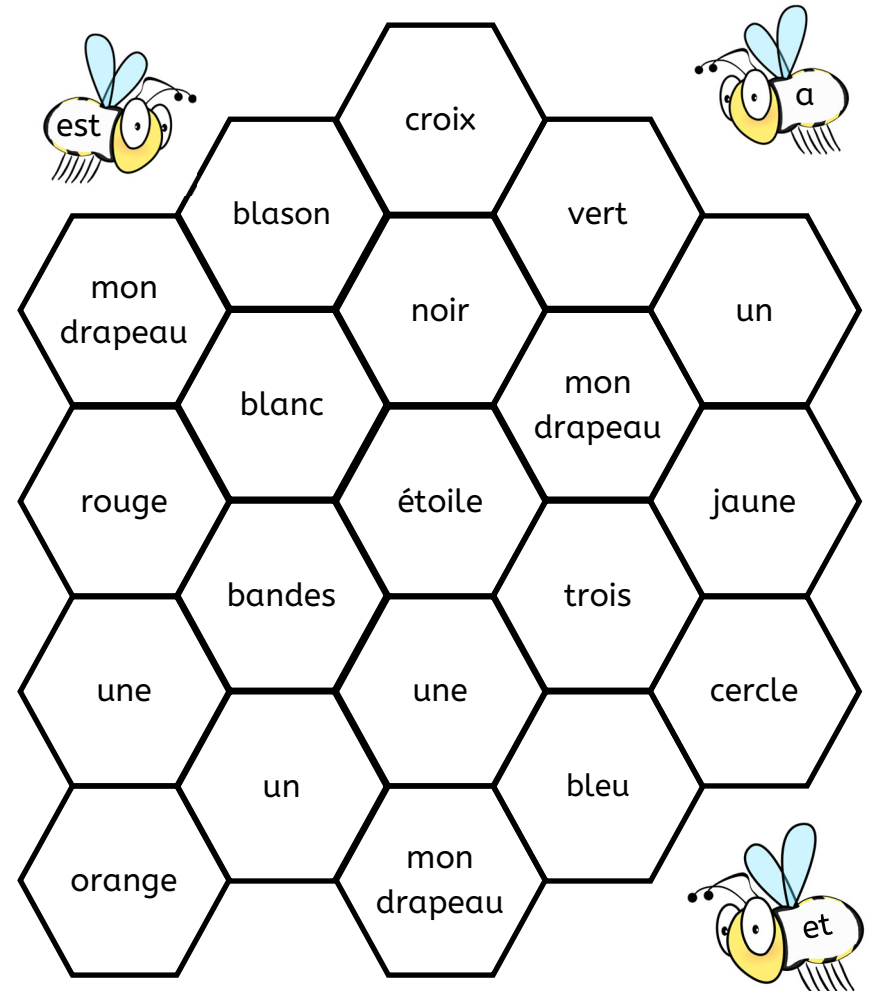 est
croix
a
blason
vert
mon
drapeau
noir
un
blanc
mon
drapeau
rouge
étoile
jaune
bandes
trois
une
une
cercle
un
bleu
orange
mon
drapeau
et